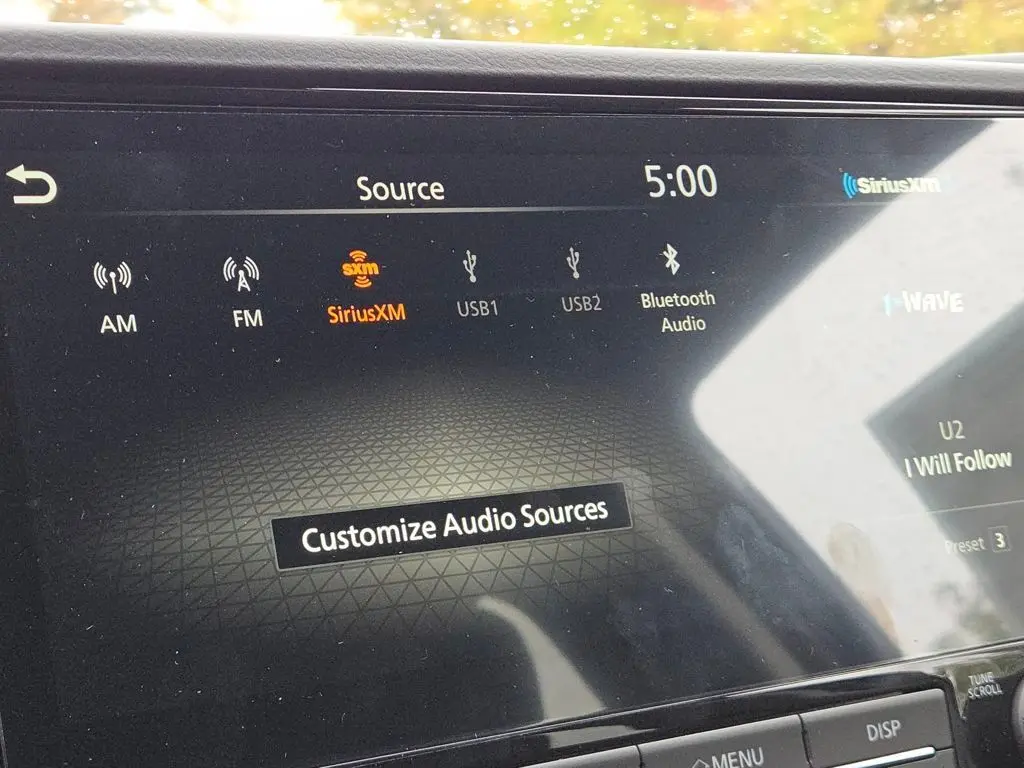 Source
5:00
SiriusXM
AM
FM
sxm
SiriusXM
USB1
USB2
Bluetooth
Audio
1st WAVE
U2
I Will Follow
Customize Audio Sources
Preset 3
TUNE
SCROLL
MENU
DISP